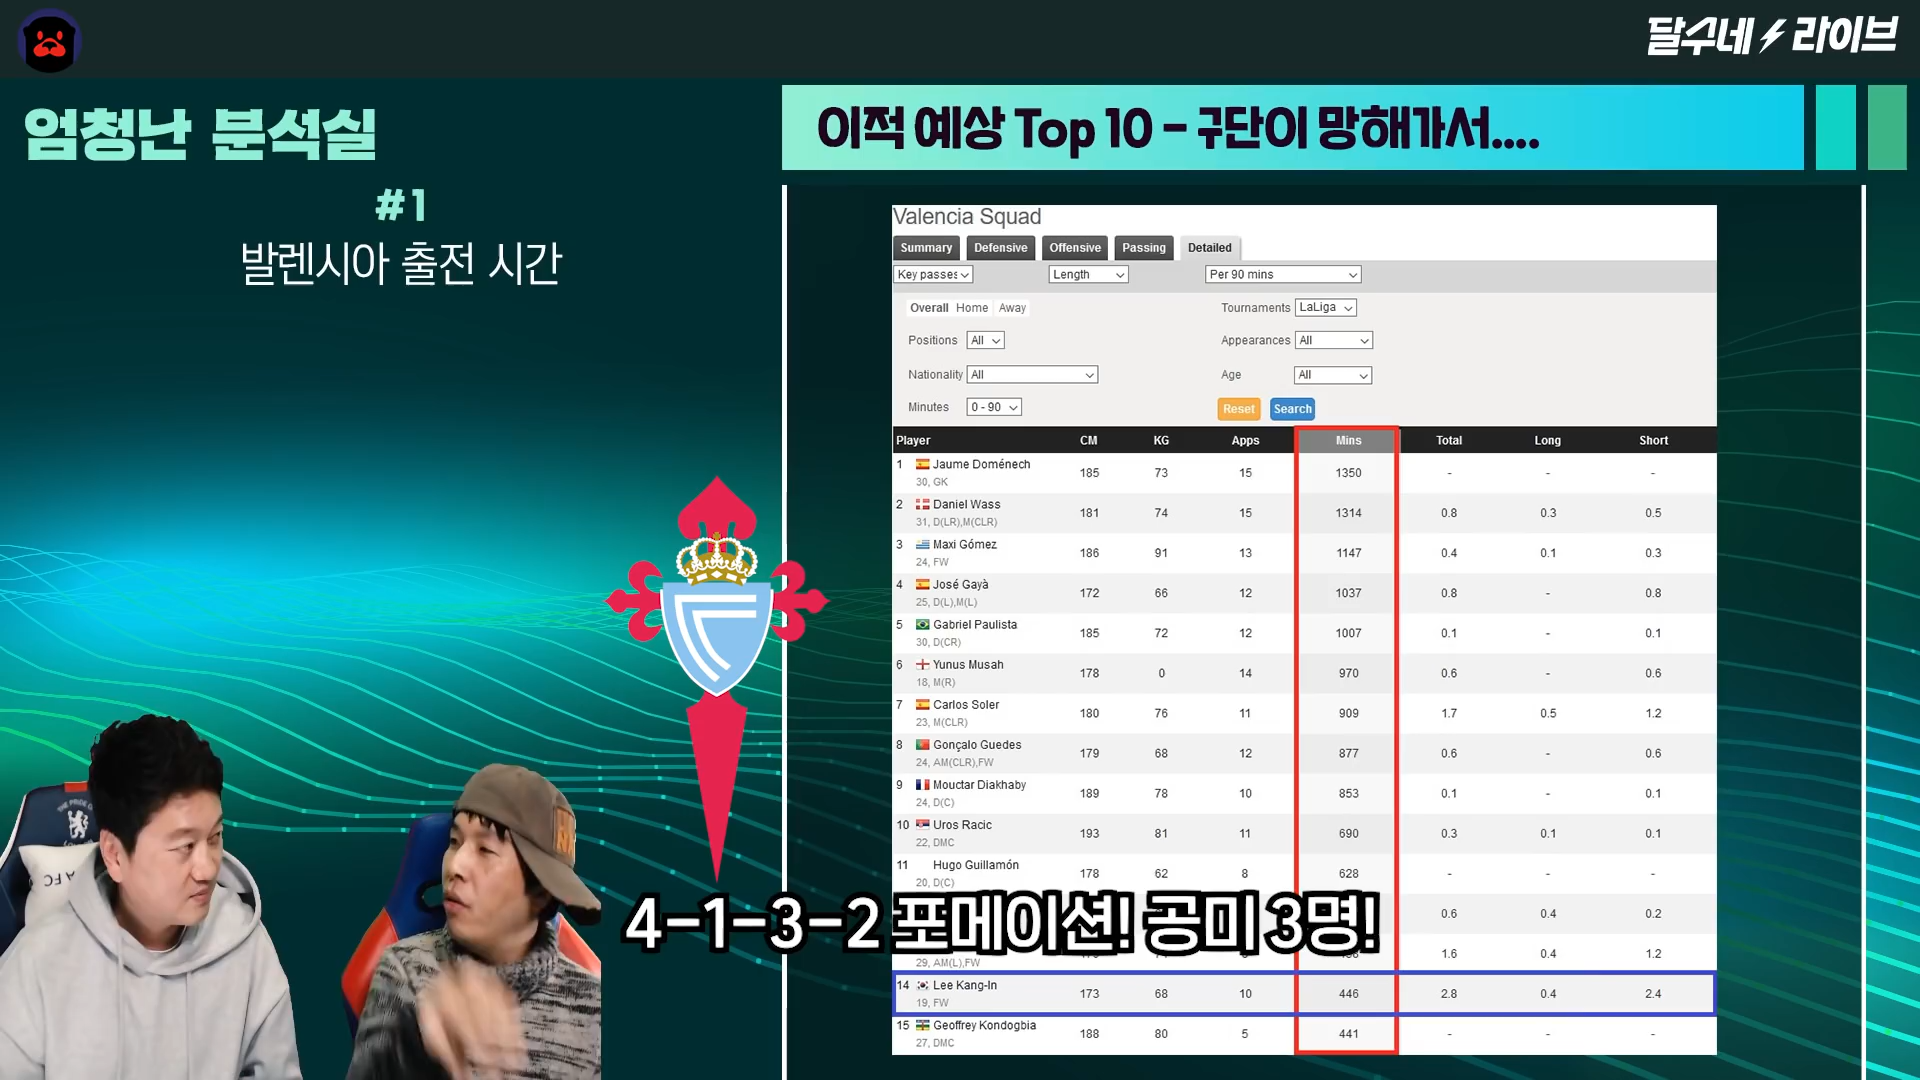 달수네 라이브
엄청난 분석실
이적 예상 Top 10 - 구단이 망해가서....
#1
발렌시아 출전 시간
Valencia Squad
Summary Defensive Offensive Passing Detailed
Key passes Length Per 90 mins
Overall Home Away Tournaments LaLiga
Positions All Appearances All
Nationality All Age All
Minutes 0 - 90 Reset Search
Player CM KG Apps Mins Total Long Short
1 Jaume Doménech 185 73 15 1350 - - -
30, GK
2 Daniel Wass 181 74 15 1314 0.8 0.3 0.5
31, D(LR),M(CLR)
3 Maxi Gómez 186 91 13 1147 0.4 0.1 0.3
24, FW
4 José Gayà 172 66 12 1037 0.8 - 0.8
25, D(L),M(L)
5 Gabriel Paulista 185 72 12 1007 0.1 - 0.1
30, D(CR)
6 Yunus Musah 178 0 14 970 0.6 - 0.6
18, M(R)
7 Carlos Soler 180 76 11 909 1.7 0.5 1.2
23, M(CLR)
8 Gonçalo Guedes 179 68 12 877 0.6 - 0.6
24, AM(CLR),FW
9 Mouctar Diakhaby 189 78 10 853 0.1 - 0.1
24, D(C)
10 Uros Racic 193 81 11 690 0.3 0.1 0.1
22, DMC
11 Hugo Guillamón 178 62 8 628 - - -
20, D(C)
0.6 0.4 0.2
4-1-3-2 포메이션! 공미 3명!
1.6 0.4 1.2
29, AM(L),FW
14 Lee Kang-In 173 68 10 446 2.8 0.4 2.4
19, FW
15 Geoffrey Kondogbia 188 80 5 441 - - -
27, DMC